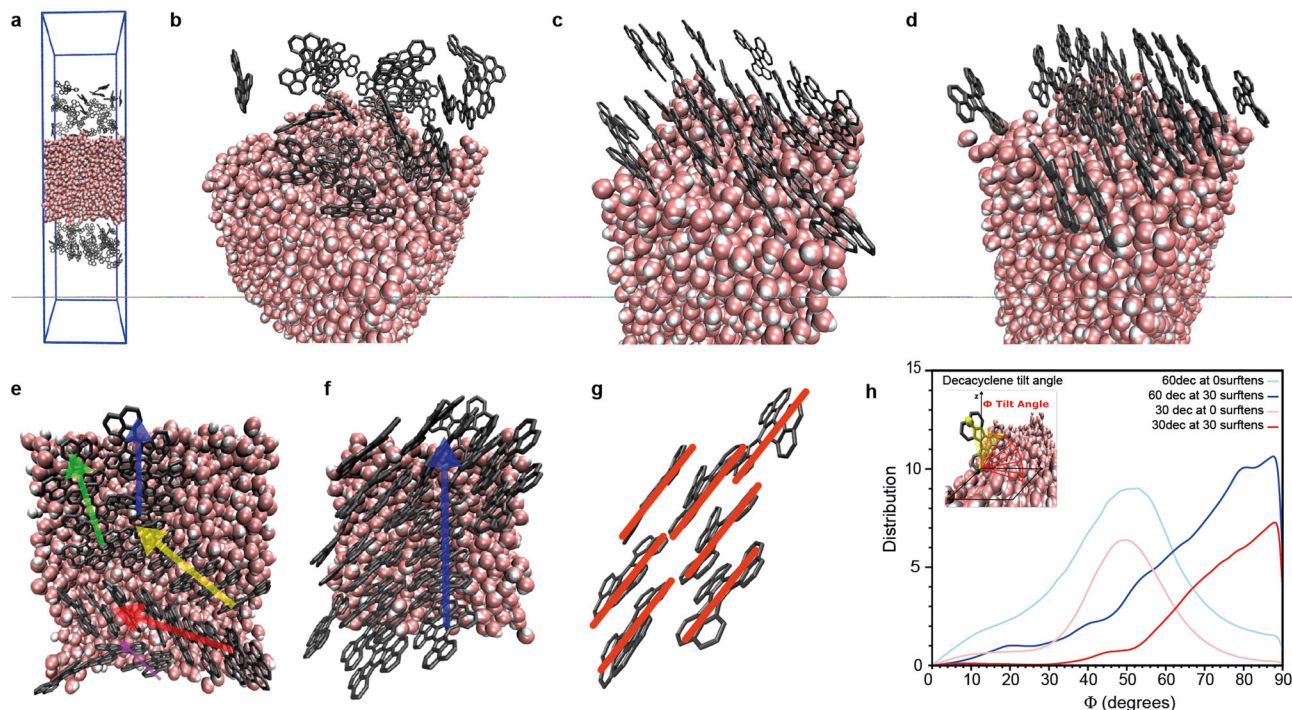 a
b
c
d
e
f
g
h
15
10
5
0
Distribution
Decacyclene tilt angle
z
Φ Tilt Angle
60dec at 0surftens
60 dec at 30 surftens
30 dec at 0 surftens
30dec at 30 surftens
0 10 20 30 40 50 60 70 80 90
Φ (degrees)